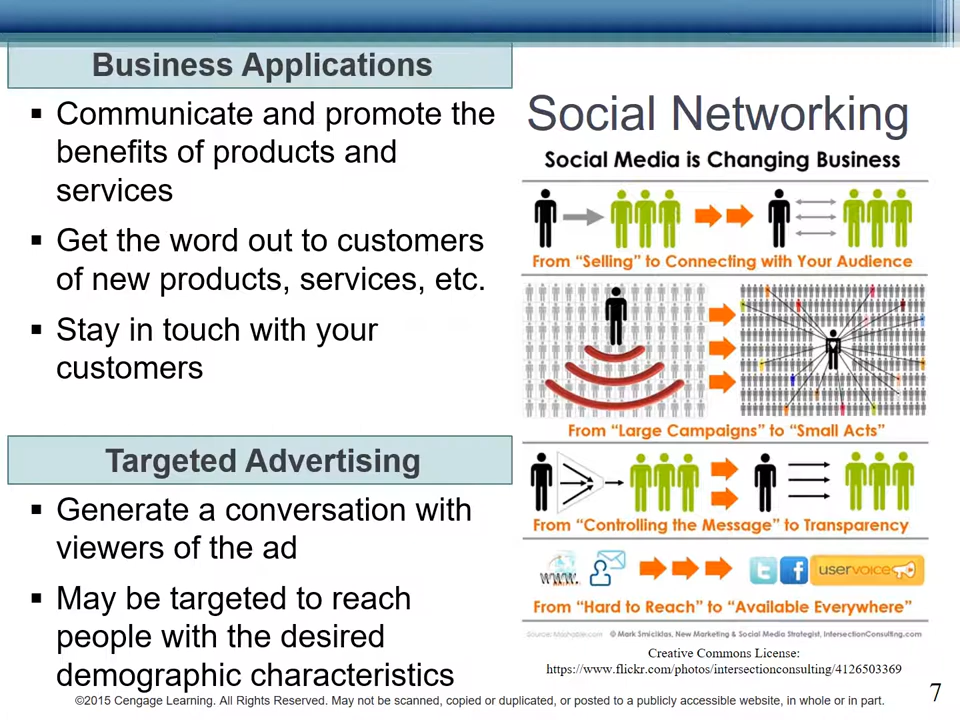 Business Applications
▪ Communicate and promote the
benefits of products and
services
▪ Get the word out to customers
of new products, services, etc.
▪ Stay in touch with your
customers
Targeted Advertising
▪ Generate a conversation with
viewers of the ad
▪ May be targeted to reach
people with the desired
demographic characteristics
Social Networking
Social Media is Changing Business
From “Selling” to Connecting with Your Audience
From “Large Campaigns” to “Small Acts”
From “Controlling the Message” to Transparency
www.
t f uservoice
From “Hard to Reach” to “Available Everywhere”
Source: Mashable.com © Mark Smiciklas, New Marketing & Social Media Strategist, IntersectionConsulting.com
Creative Commons License:
https://www.flickr.com/photos/intersectionconsulting/4126503369
©2015 Cengage Learning. All Rights Reserved. May not be scanned, copied or duplicated, or posted to a publicly accessible website, in whole or in part.
7